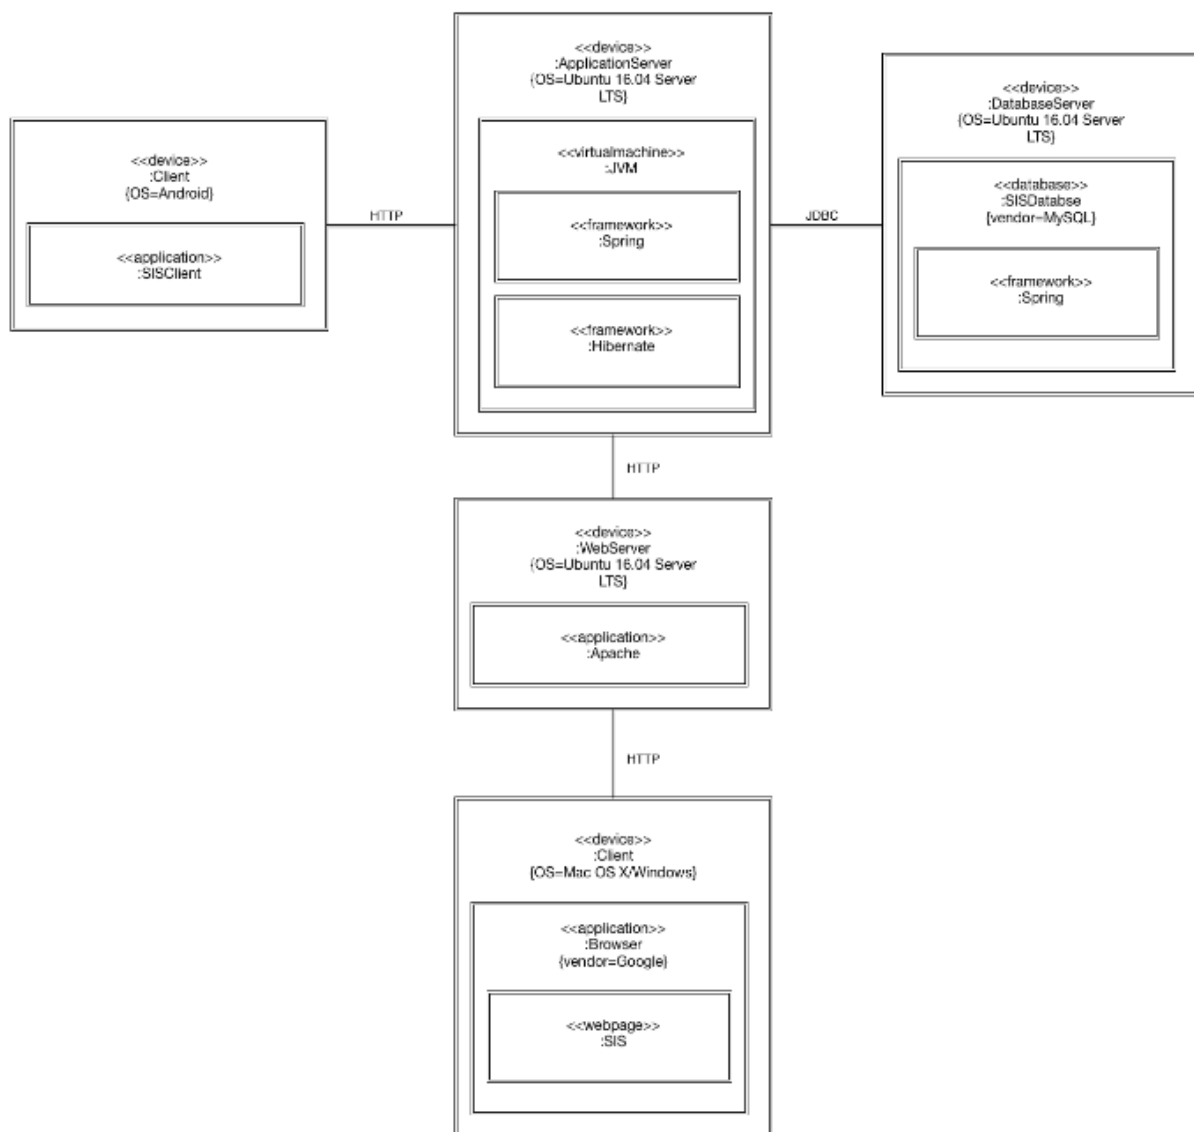 <<device>>
:ApplicationServer
{OS=Ubuntu 16.04 Server
LTS}
<<virtualmachine>>
:JVM
<<framework>>
:Spring
<<framework>>
:Hibernate
<<device>>
:DatabaseServer
{OS=Ubuntu 16.04 Server
LTS}
<<database>>
:SISDatabse
{vendor=MySQL}
<<framework>>
:Spring
<<device>>
:Client
{OS=Android}
<<application>>
:SISClient
HTTP
JDBC
HTTP
<<device>>
:WebServer
{OS=Ubuntu 16.04 Server
LTS}
<<application>>
:Apache
HTTP
<<device>>
:Client
{OS=Mac OS X/Windows}
<<application>>
:Browser
{vendor=Google}
<<webpage>>
:SIS